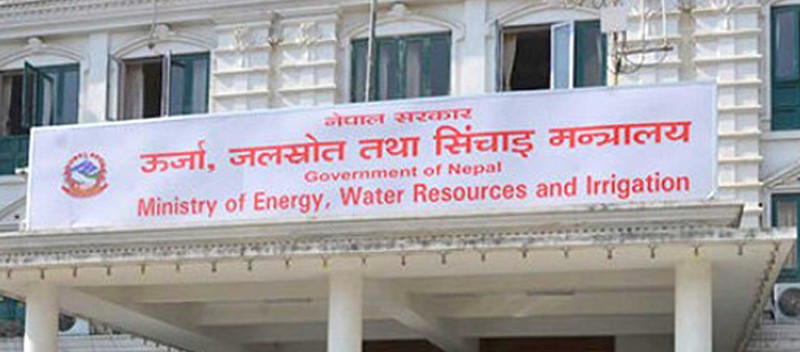 नेपाल सरकार
ऊर्जा, जलस्रोत तथा सिंचाइ मन्त्रालय
Government of Nepal
Ministry of Energy, Water Resources and Irrigation